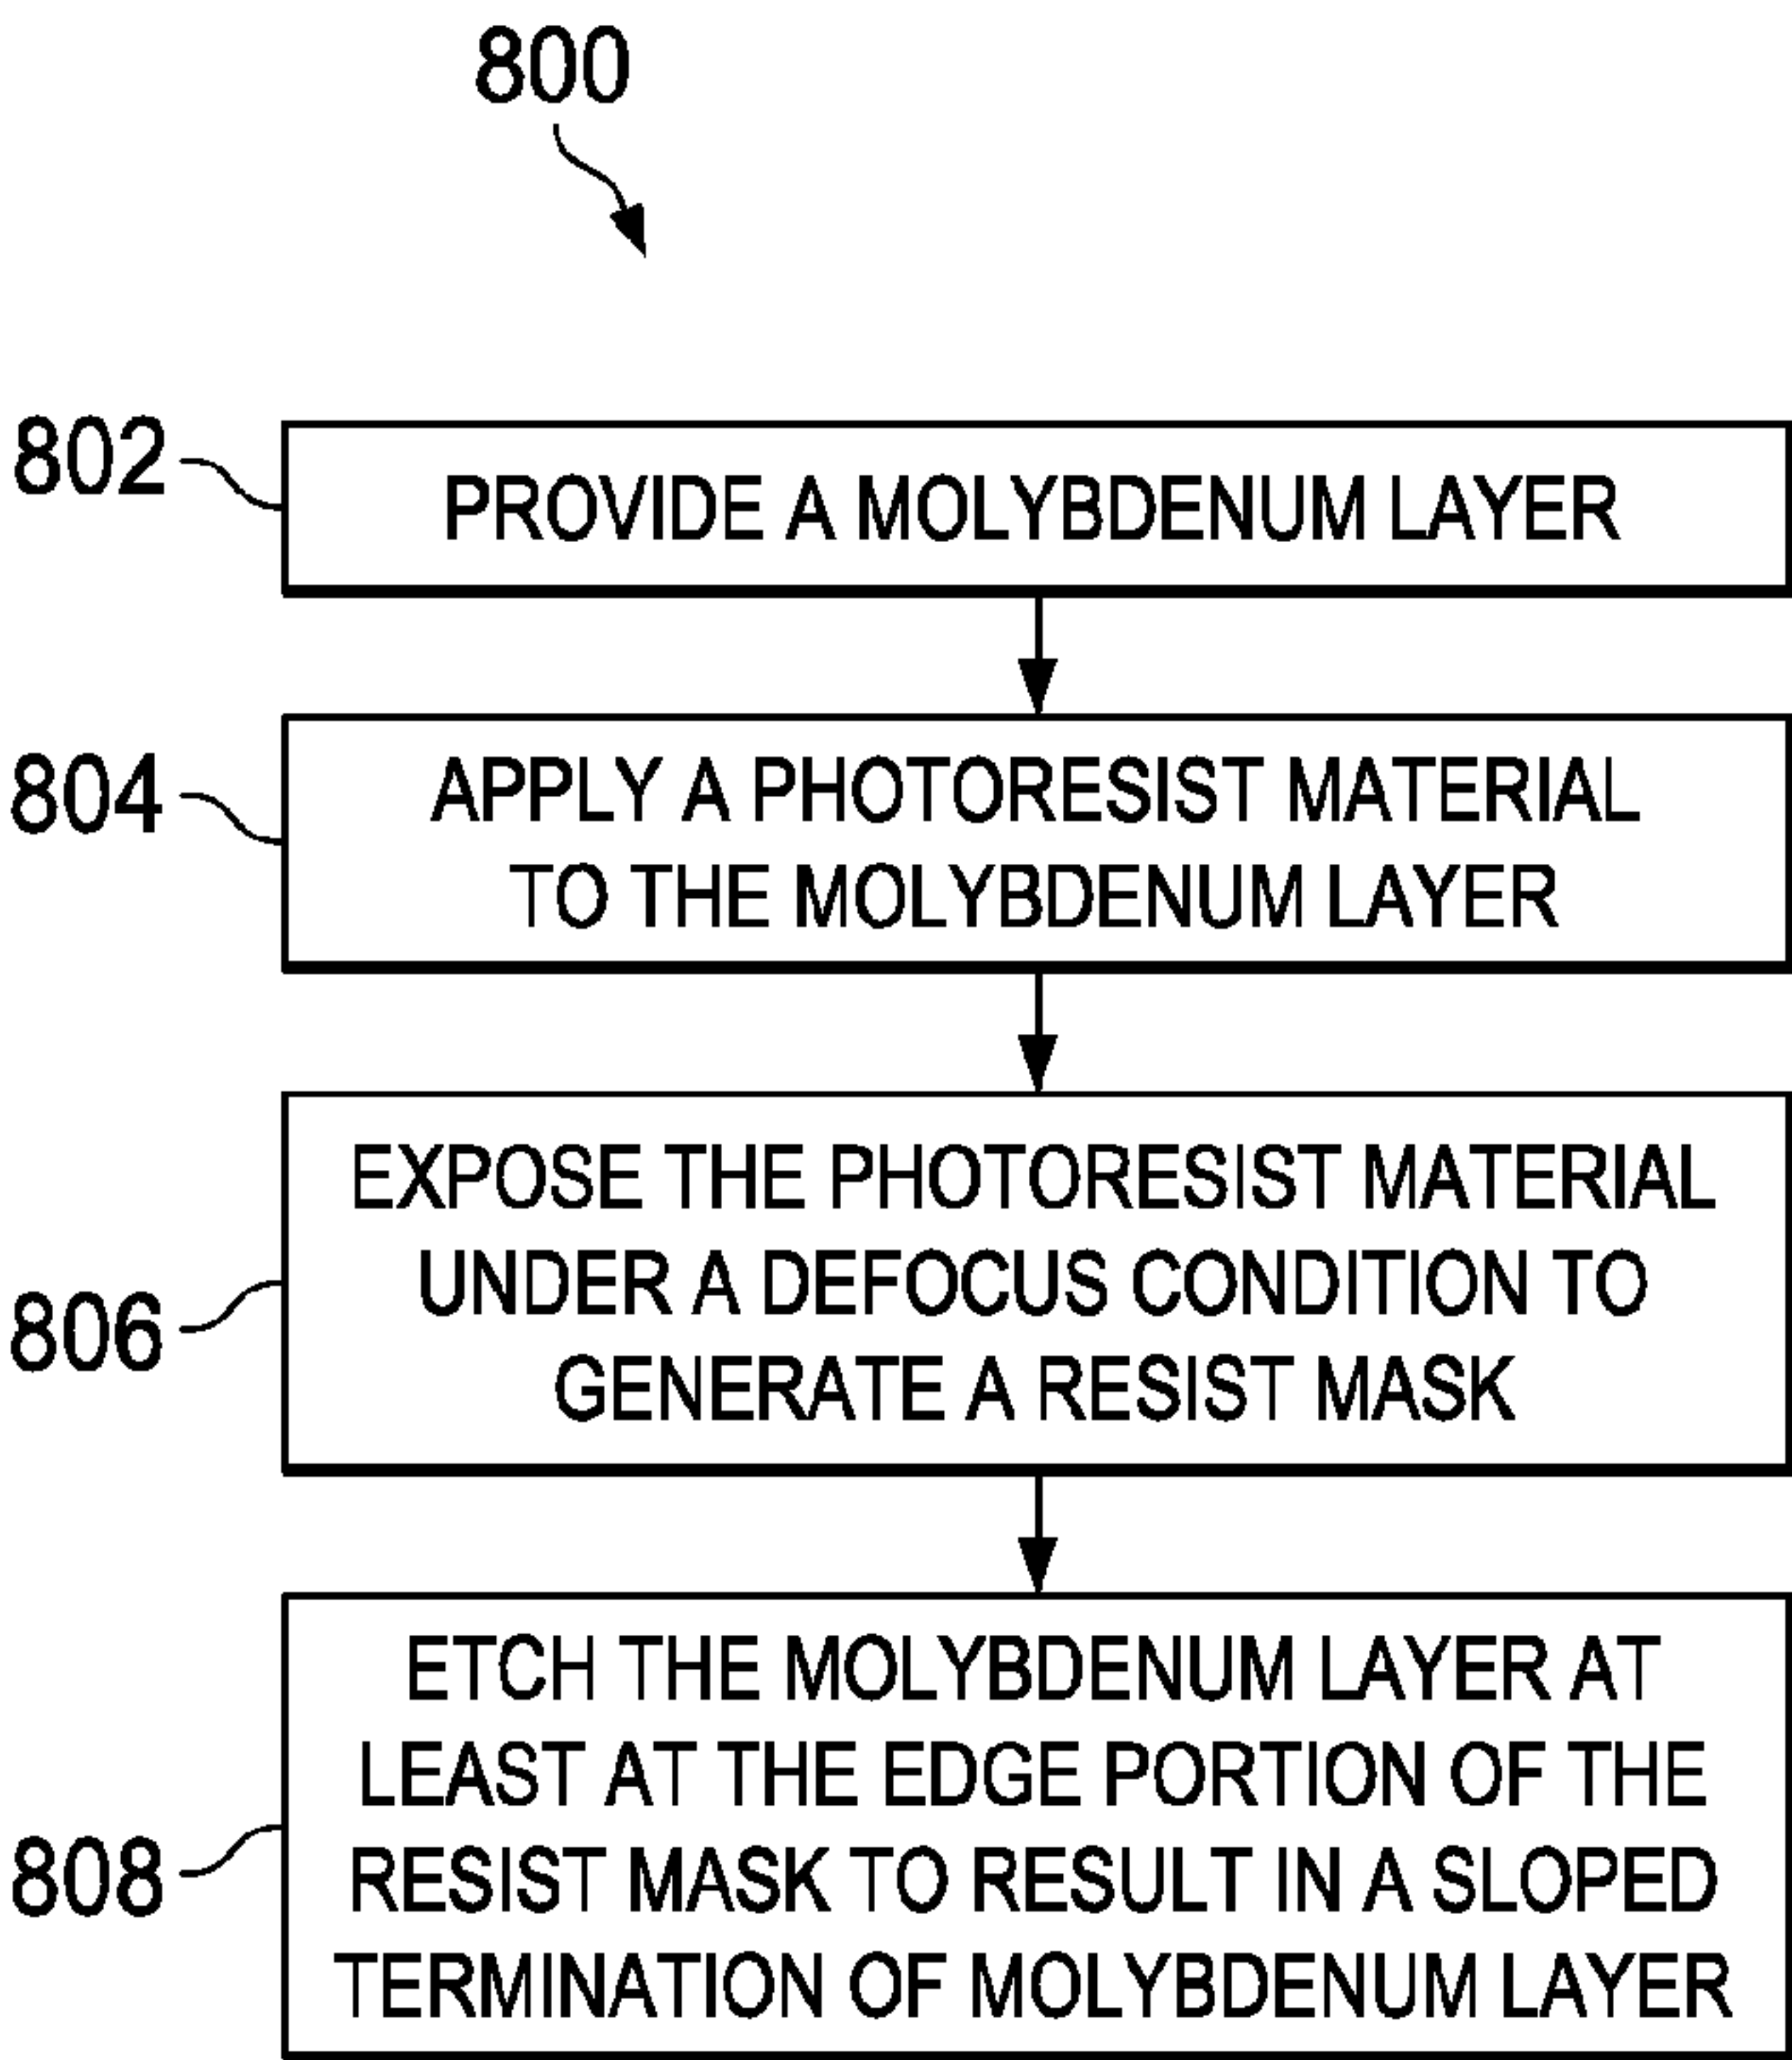 800
802
PROVIDE A MOLYBDENUM LAYER
804
APPLY A PHOTORESIST MATERIAL
TO THE MOLYBDENUM LAYER
806
EXPOSE THE PHOTORESIST MATERIAL
UNDER A DEFOCUS CONDITION TO
GENERATE A RESIST MASK
808
ETCH THE MOLYBDENUM LAYER AT
LEAST AT THE EDGE PORTION OF THE
RESIST MASK TO RESULT IN A SLOPED
TERMINATION OF MOLYBDENUM LAYER